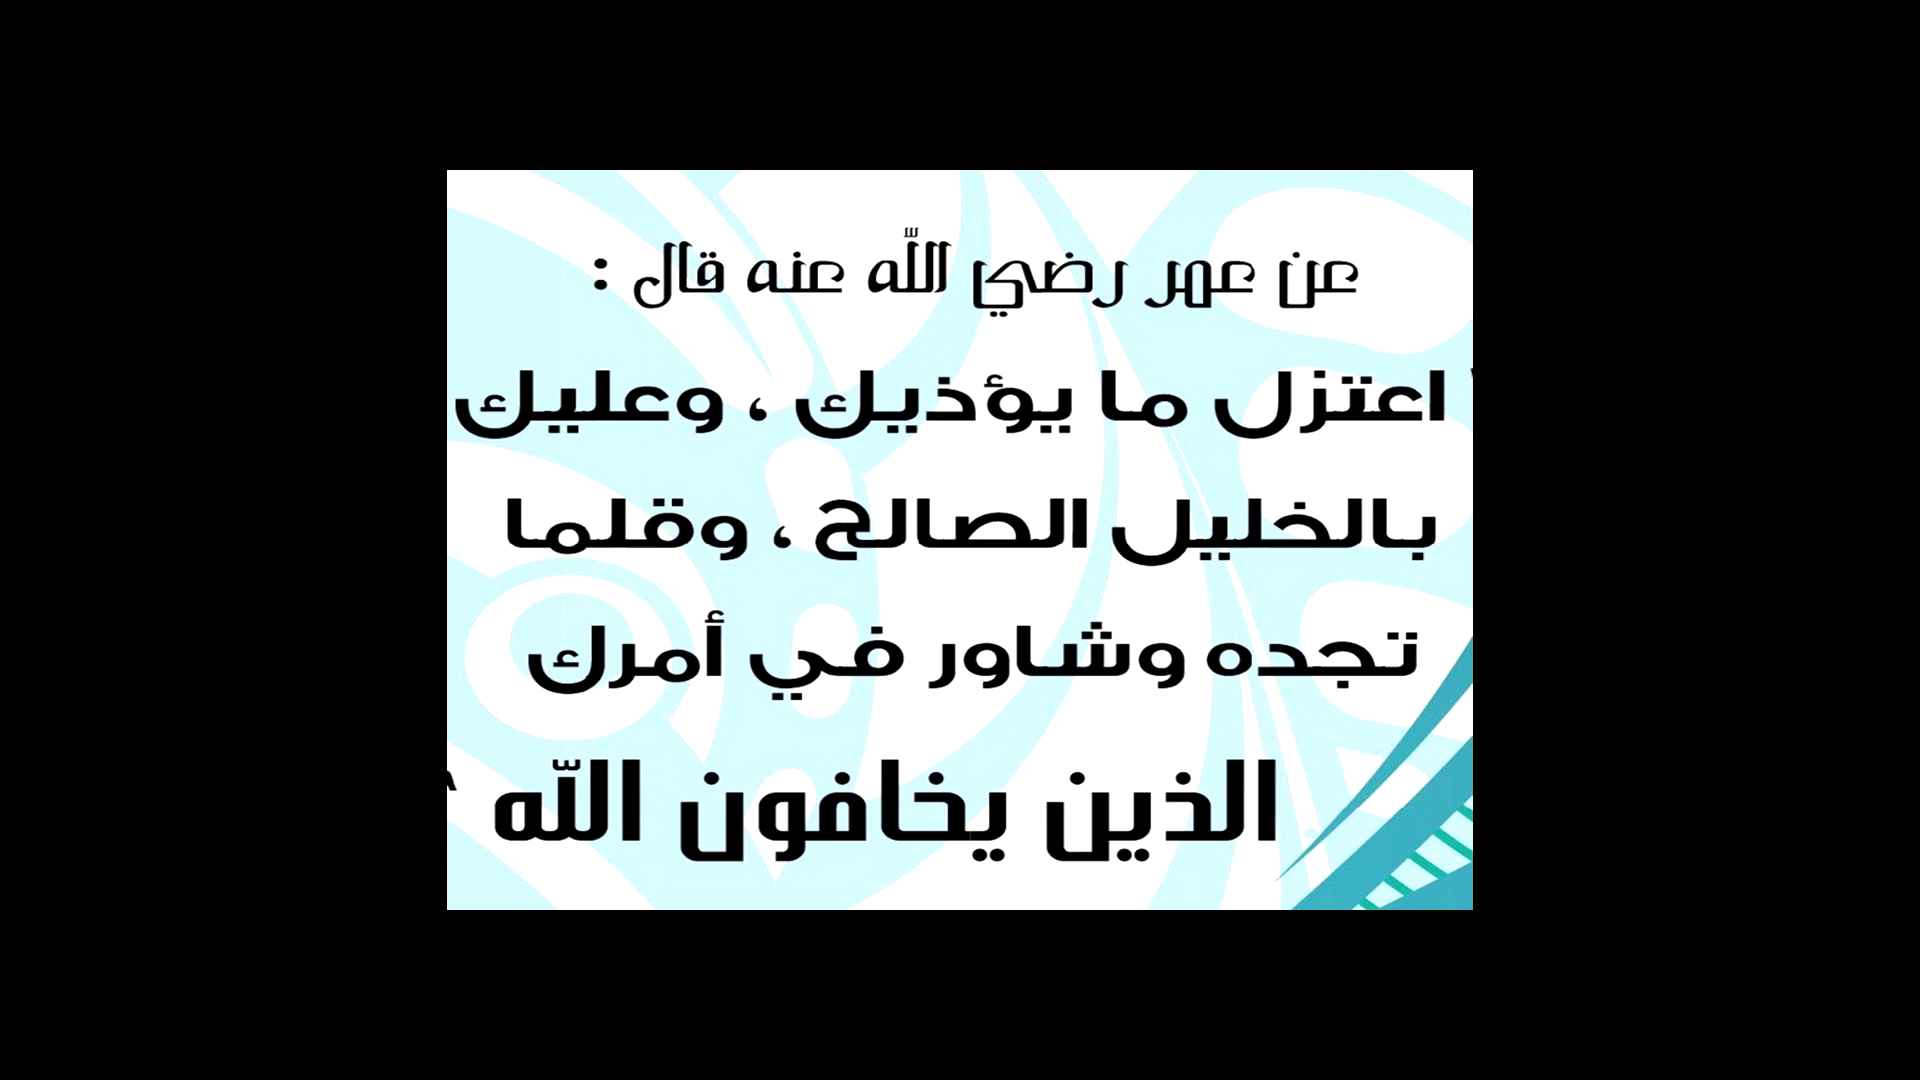 عن عمر رضي الله عنه قال :
اعتزل ما يؤذيك ، وعليك
بالخليل الصالح ، وقلما
تجده وشاور في أمرك
الذين يخافون اللّه